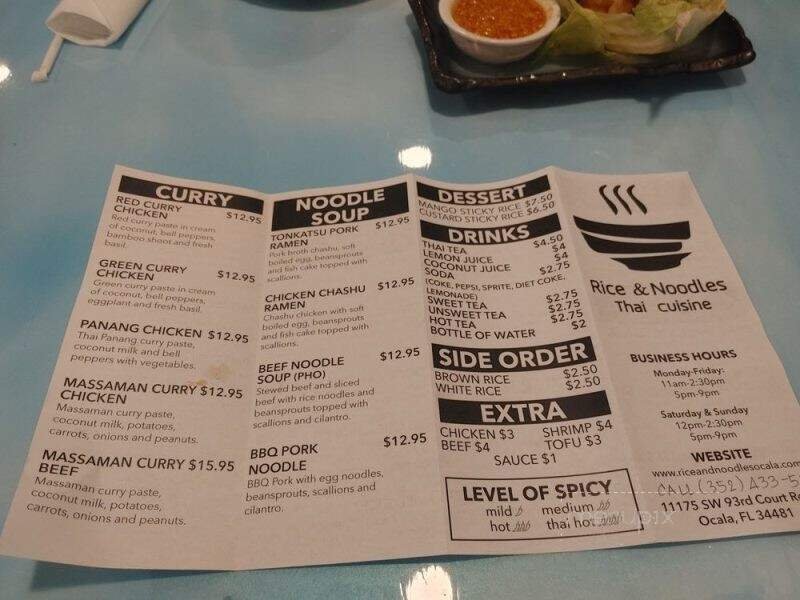 CURRY
RED CURRY
CHICKEN $12.95
Red curry paste in cream
of coconut, bell peppers,
bamboo shoot and fresh
basil.
GREEN CURRY
CHICKEN $12.95
Green curry paste in cream
of coconut, bell peppers,
eggplant and fresh basil.
PANANG CHICKEN $12.95
Thai Panang curry paste,
coconut milk and bell
peppers with vegetables.
MASSAMAN CURRY $12.95
CHICKEN
Massaman curry paste,
coconut milk, potatoes,
carrots, onions and peanuts.
MASSAMAN CURRY $15.95
BEEF
Massaman curry paste,
coconut milk, potatoes,
carrots, onions and peanuts.
NOODLE
SOUP
TONKATSU PORK $12.95
RAMEN
Pork broth chashu, soft
boiled egg, beansprouts
and fish cake topped with
scallions.
CHICKEN CHASHU $12.95
RAMEN
Chashu chicken with soft
boiled egg, beansprouts
and fish cake topped with
scallions.
BEEF NOODLE $12.95
SOUP (PHO)
Stewed beef and sliced
beef with rice noodles and
beansprouts topped with
scallions and cilantro.
BBQ PORK $12.95
NOODLE
BBQ Pork with egg noodles,
beansprouts, scallions and
cilantro.
DESSERT
MANGO STICKY RICE $7.50
CUSTARD STICKY RICE $6.50
DRINKS
THAI TEA $4.50
LEMON JUICE $4
COCONUT JUICE $4
SODA $2.75
(COKE, PEPSI, SPRITE, DIET COKE,
LEMONADE)
SWEET TEA $2.75
UNSWEET TEA $2.75
HOT TEA $2.75
BOTTLE OF WATER $2
SIDE ORDER
BROWN RICE $2.50
WHITE RICE $2.50
EXTRA
CHICKEN $3 SHRIMP $4
BEEF $4 TOFU $3
SAUCE $1
LEVEL OF SPICY
mild medium
hot thai hot
Rice & Noodles
Thai cuisine
BUSINESS HOURS
Monday-Friday:
11am-2:30pm
5pm-9pm
Saturday & Sunday
12pm-2:30pm
5pm-9pm
WEBSITE
www.riceandnoodlesocala.com
CALL (352) 433-5
11175 SW 93rd Court R
Ocala, FL 34481